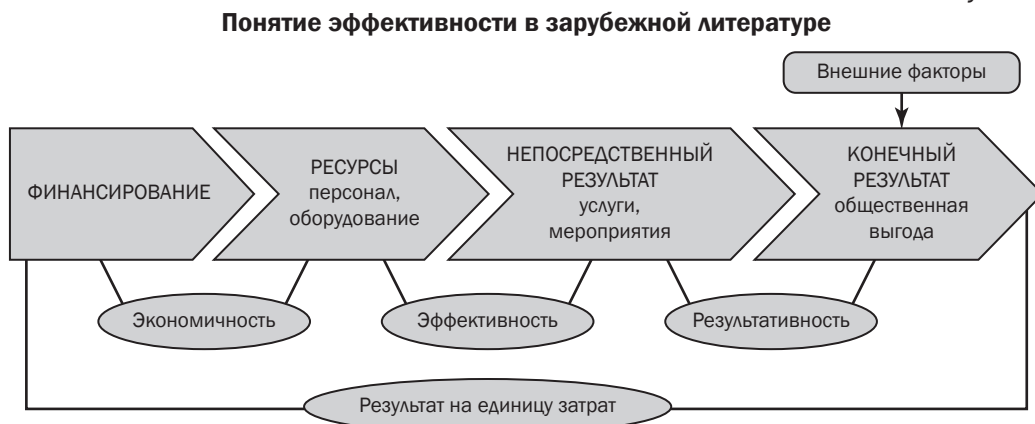 Понятие эффективности в зарубежной литературе
Внешние факторы
ФИНАНСИРОВАНИЕ
РЕСУРСЫ
персонал,
оборудование
НЕПОСРЕДСТВЕННЫЙ
РЕЗУЛЬТАТ
услуги,
мероприятия
КОНЕЧНЫЙ
РЕЗУЛЬТАТ
общественная
выгода
Экономичность
Эффективность
Результативность
Результат на единицу затрат